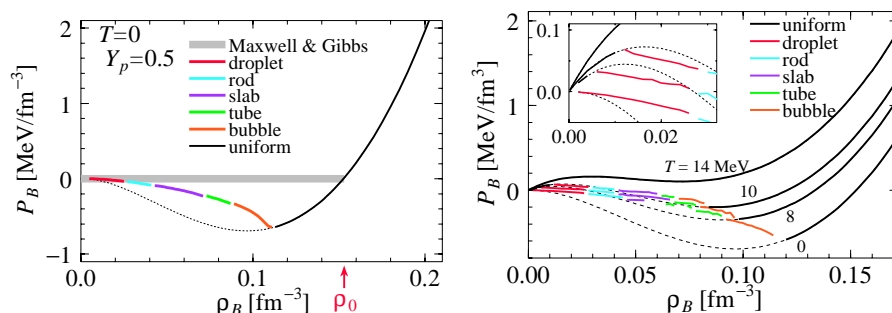 2
1
0
−1
P_B [MeV/fm⁻³]
T=0
Y_p=0.5
Maxwell & Gibbs
droplet
rod
slab
tube
bubble
uniform
0.0
0.1
0.2
ρ_B [fm⁻³]
ρ_0
2
1
0
P_B [MeV/fm³]
0.1
0.0
0.00
0.02
uniform
droplet
rod
slab
tube
bubble
T = 14 MeV
10
8
0
0.00
0.05
0.10
0.15
ρ_B [fm⁻³]